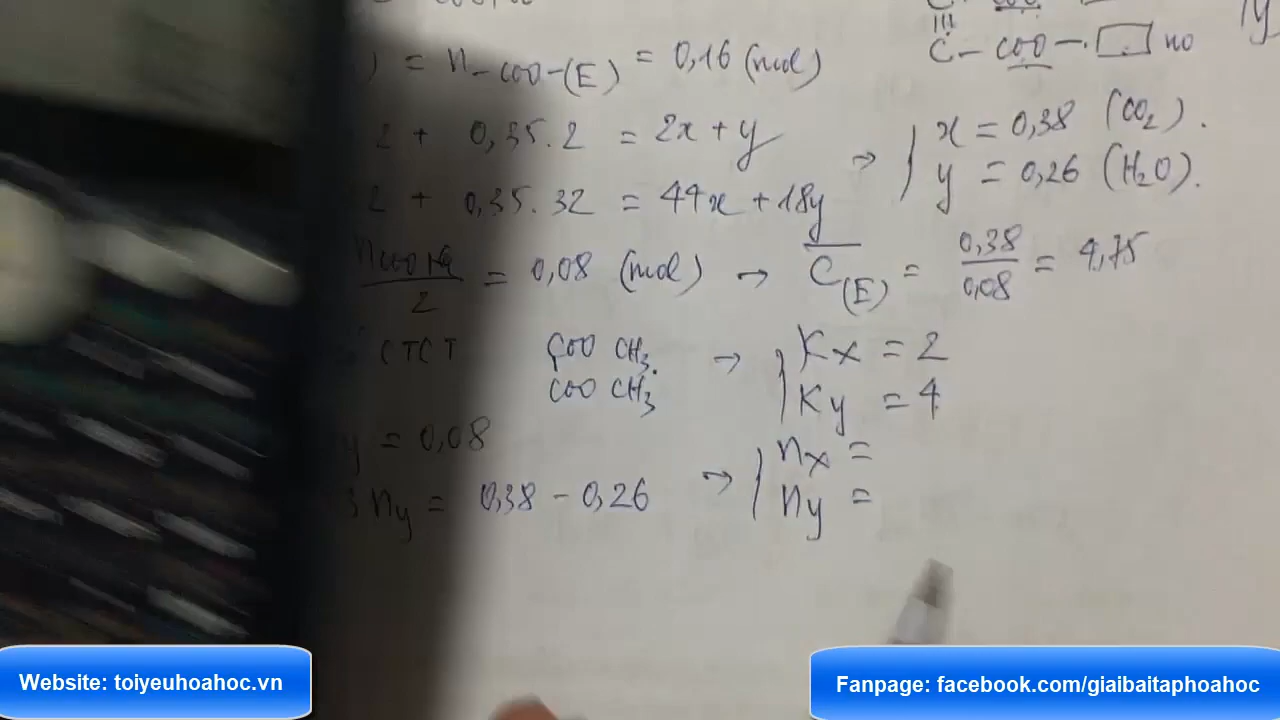 C - COO - [.] no
) = n-COO-(E) = 0,16 (mol)
2 + 0,35.2 = 2x + y → x = 0,38 (CO2).
2 + 0,35.32 = 44x + 18y y = 0,26 (H2O).
nCOONa / 2 = 0,08 (mol) → C(E) = 0,38 / 0,08 = 4,75
CTCT COO CH3. → Kx = 2
COO CH3 Ky = 4
y = 0,08 → nx =
3 ny = 0,38 - 0,26 ny =
Website: toiyeuhoahoc.vn
Fanpage: facebook.com/giaibaitaphoahoc